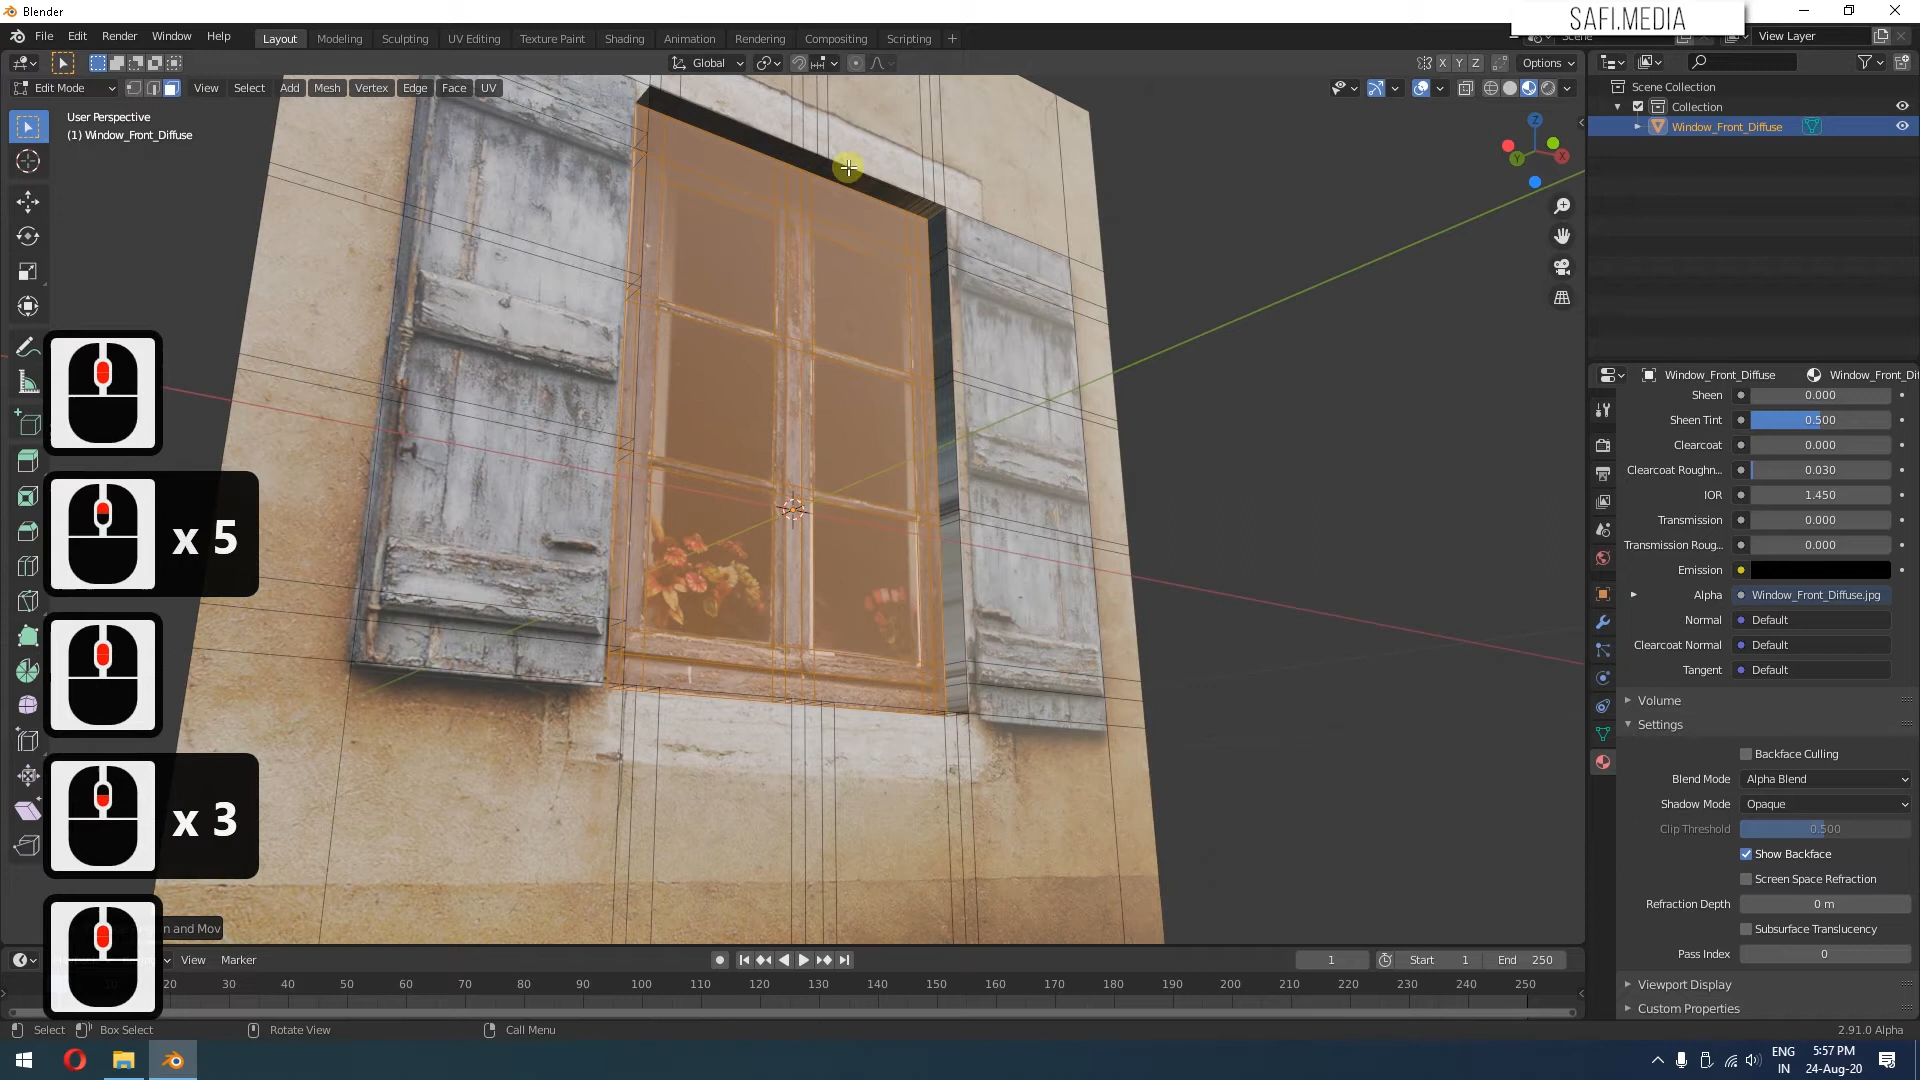 Blender
SAFI.MEDIA
File Edit Render Window Help
Layout Modeling Sculpting UV Editing Texture Paint Shading Animation Rendering Compositing Scripting +
Scene
View Layer
Global
X Y Z
Options
Edit Mode
View Select Add Mesh Vertex Edge Face UV
User Perspective
(1) Window_Front_Diffuse
Scene Collection
Collection
Window_Front_Diffuse
Z
Y
X
Window_Front_Diffuse
Window_Front_Di
Sheen 0.000
Sheen Tint 0.500
Clearcoat 0.000
Clearcoat Roughn... 0.030
IOR 1.450
Transmission 0.000
Transmission Roug... 0.000
Emission
Alpha Window_Front_Diffuse.jpg
Normal Default
Clearcoat Normal Default
Tangent Default
Volume
Settings
Backface Culling
Blend Mode Alpha Blend
Shadow Mode Opaque
Clip Threshold 0.500
Show Backface
Screen Space Refraction
Refraction Depth 0 m
Subsurface Translucency
Pass Index 0
Viewport Display
Custom Properties
x 5
x 3
n and Mov
View Marker
1
Start 1
End 250
10 20 30 40 50 60 70 80 90 100 110 120 130 140 150 160 170 180 190 200 210 220 230 240 250
Select
Box Select
Rotate View
Call Menu
2.91.0 Alpha
ENG
IN
5:57 PM
24-Aug-20